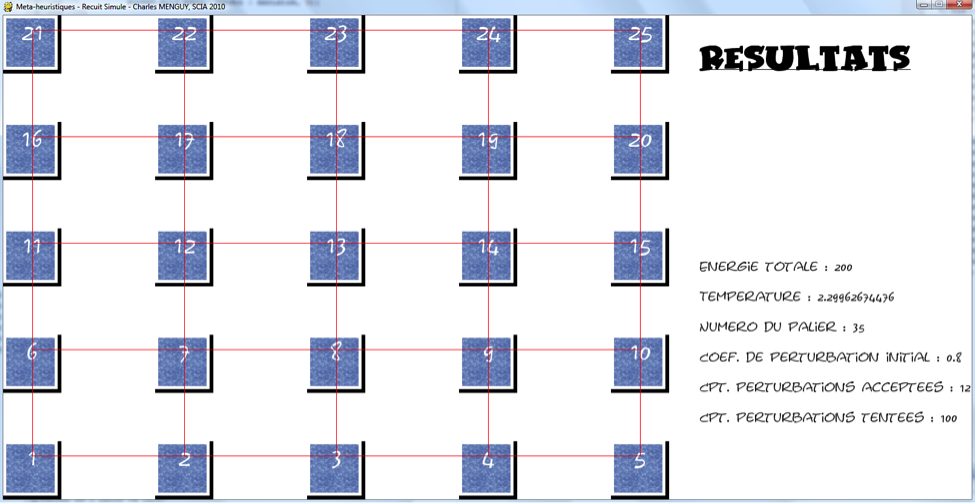 Meta-heuristiques - Recuit Simule - Charles MENGUY, SCIA 2010
21 22 23 24 25
RESULTATS
16 17 18 19 20
11 12 13 14 15
ENERGIE TOTALE : 200
TEMPERATURE : 2.29962674476
NUMERO DU PALIER : 35
6 7 8 9 10
COEF. DE PERTURBATION INITIAL : 0.8
CPT. PERTURBATIONS ACCEPTEES : 12
CPT. PERTURBATIONS TENTEES : 100
1 2 3 4 5